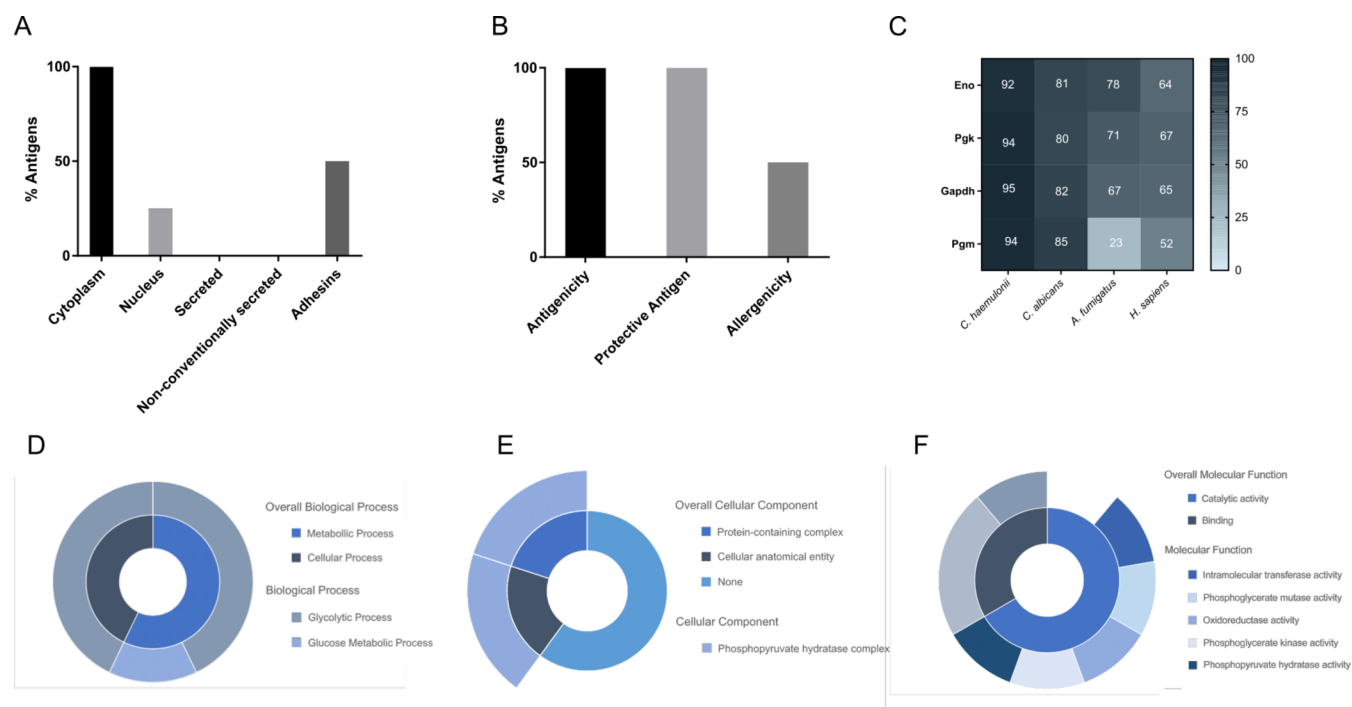 A
% Antigens
100
50
0
Cytoplasm
Nucleus
Secreted
Non-conventionally secreted
Adhesins
B
% Antigens
100
50
0
Antigenicity
Protective Antigen
Allergenicity
C
Eno 92 81 78 64
Pgk 94 80 71 67
Gapdh 95 82 67 65
Pgm 94 85 23 52
C. haemulonii
C. albicans
A. fumigatus
H. sapiens
100
75
50
25
0
D
Overall Biological Process
Metabollic Process
Cellular Process
Biological Process
Glycolytic Process
Glucose Metabolic Process
E
Overall Cellular Component
Protein-containing complex
Cellular anatomical entity
None
Cellular Component
Phosphopyruvate hydratase complex
F
Overall Molecular Function
Catalytic activity
Binding
Molecular Function
Intramolecular transferase activity
Phosphoglycerate mutase activity
Oxidoreductase activity
Phosphoglycerate kinase activity
Phosphopyruvate hydratase activity